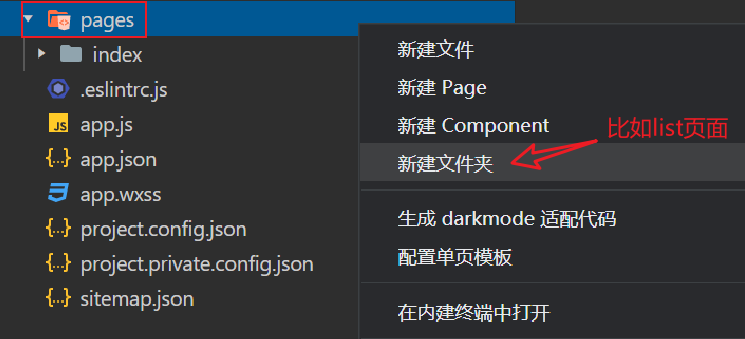 pages
index
.eslintrc.js
app.js
app.json
app.wxss
project.config.json
project.private.config.json
sitemap.json
新建文件
新建 Page
新建 Component
比如list页面
新建文件夹
生成 darkmode 适配代码
配置单页模板
在内建终端中打开